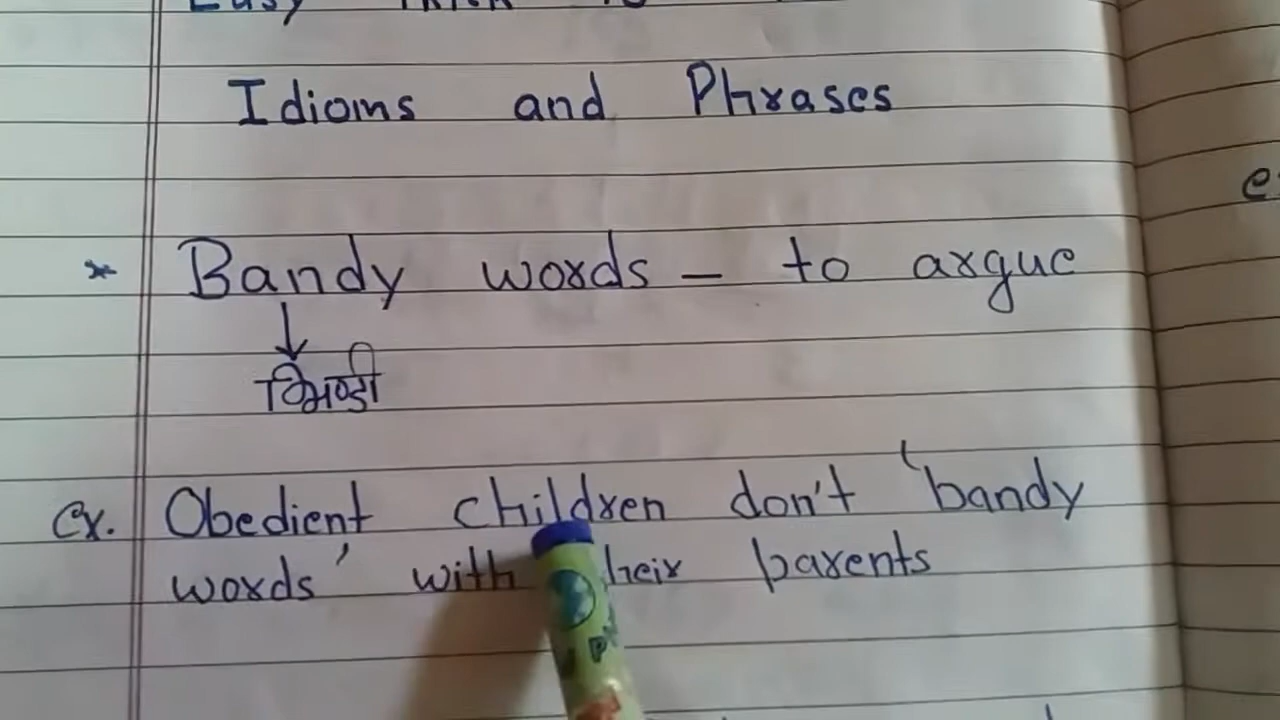 Idioms and Phrases
* Bandy words – to argue
↓
भिण्डी
ex. Obedient children don't 'bandy
words' with their parents